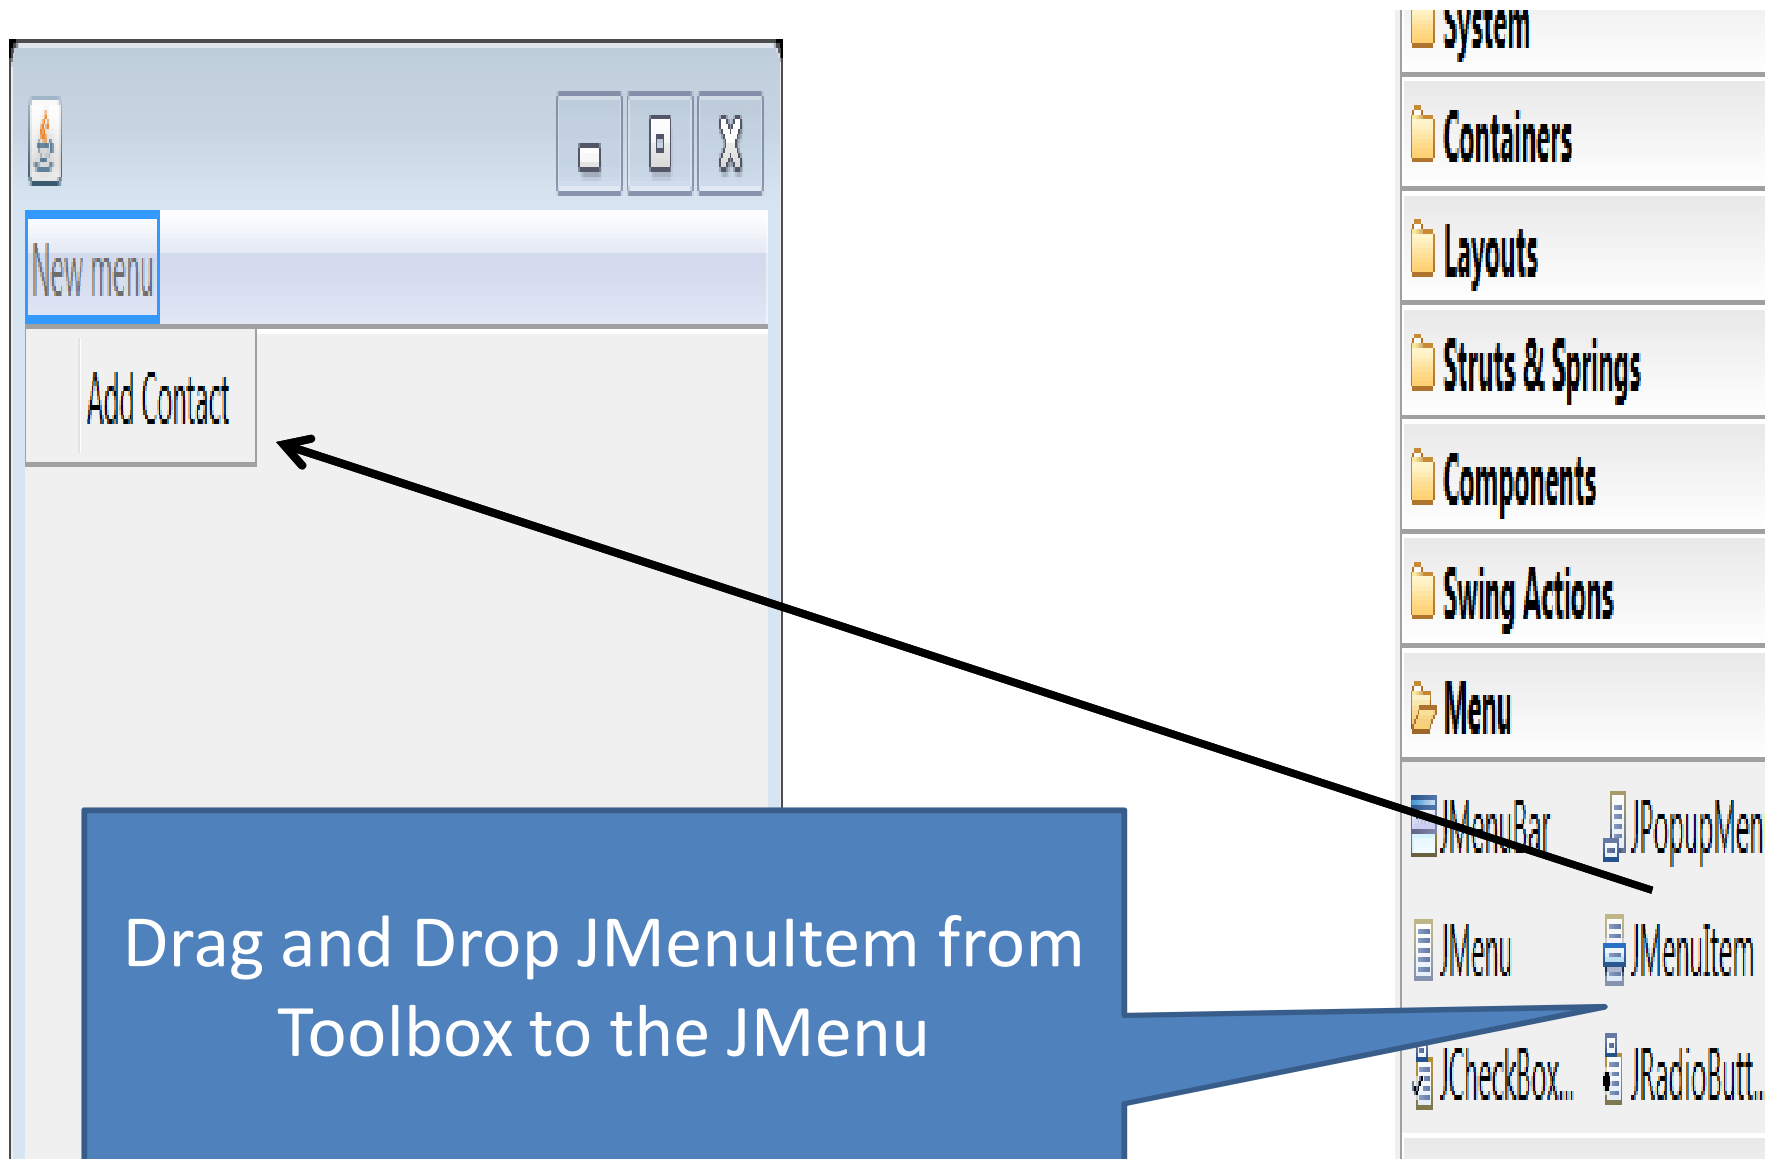 New menu
Add Contact
Drag and Drop JMenuItem from
Toolbox to the JMenu
System
Containers
Layouts
Struts & Springs
Components
Swing Actions
Menu
JMenuBar JPopupMen
JMenu JMenuItem
JCheckBox... JRadioButt...